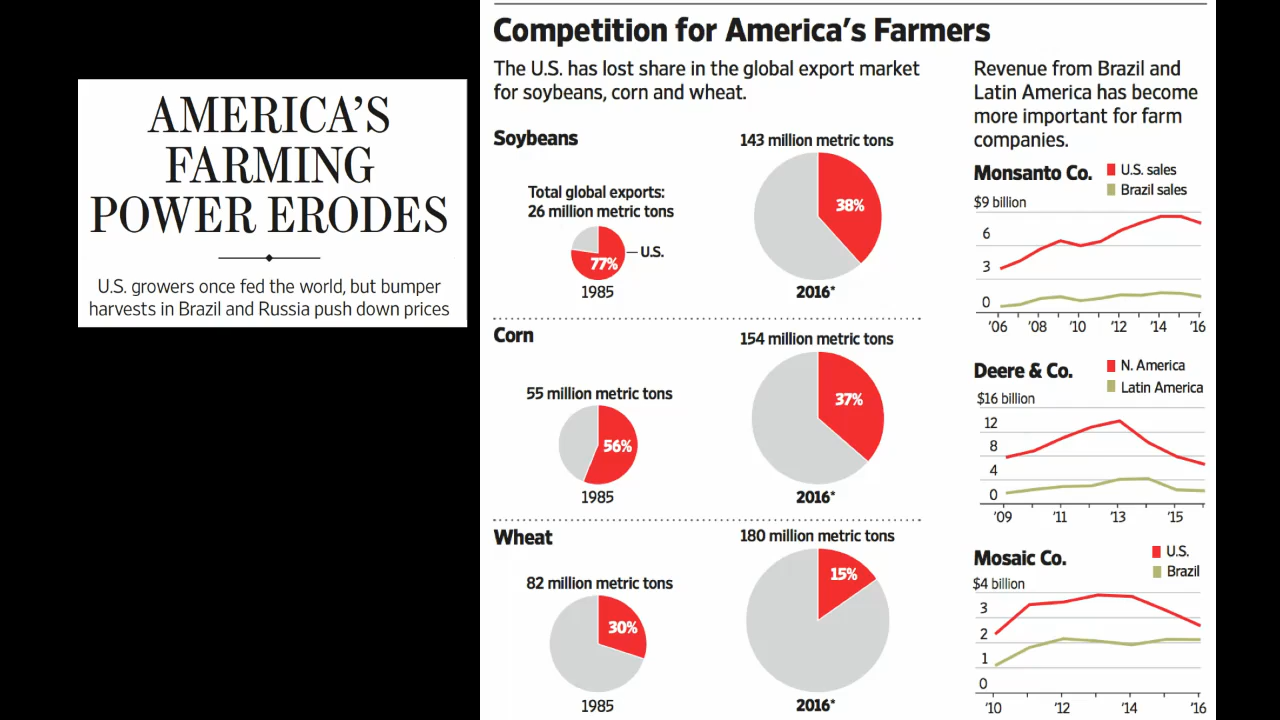 AMERICA'S
FARMING
POWER ERODES
U.S. growers once fed the world, but bumper
harvests in Brazil and Russia push down prices
Competition for America's Farmers
The U.S. has lost share in the global export market
for soybeans, corn and wheat.
Soybeans
Total global exports:
26 million metric tons
77%
U.S.
1985
143 million metric tons
38%
2016*
Corn
55 million metric tons
56%
1985
154 million metric tons
37%
2016*
Wheat
82 million metric tons
30%
1985
180 million metric tons
15%
2016*
Revenue from Brazil and
Latin America has become
more important for farm
companies.
Monsanto Co.
U.S. sales
Brazil sales
$9 billion
6
3
0
'06 '08 '10 '12 '14 '16
Deere & Co.
N. America
Latin America
$16 billion
12
8
4
0
'09 '11 '13 '15
Mosaic Co.
U.S.
Brazil
$4 billion
3
2
1
0
'10 '12 '14 '16